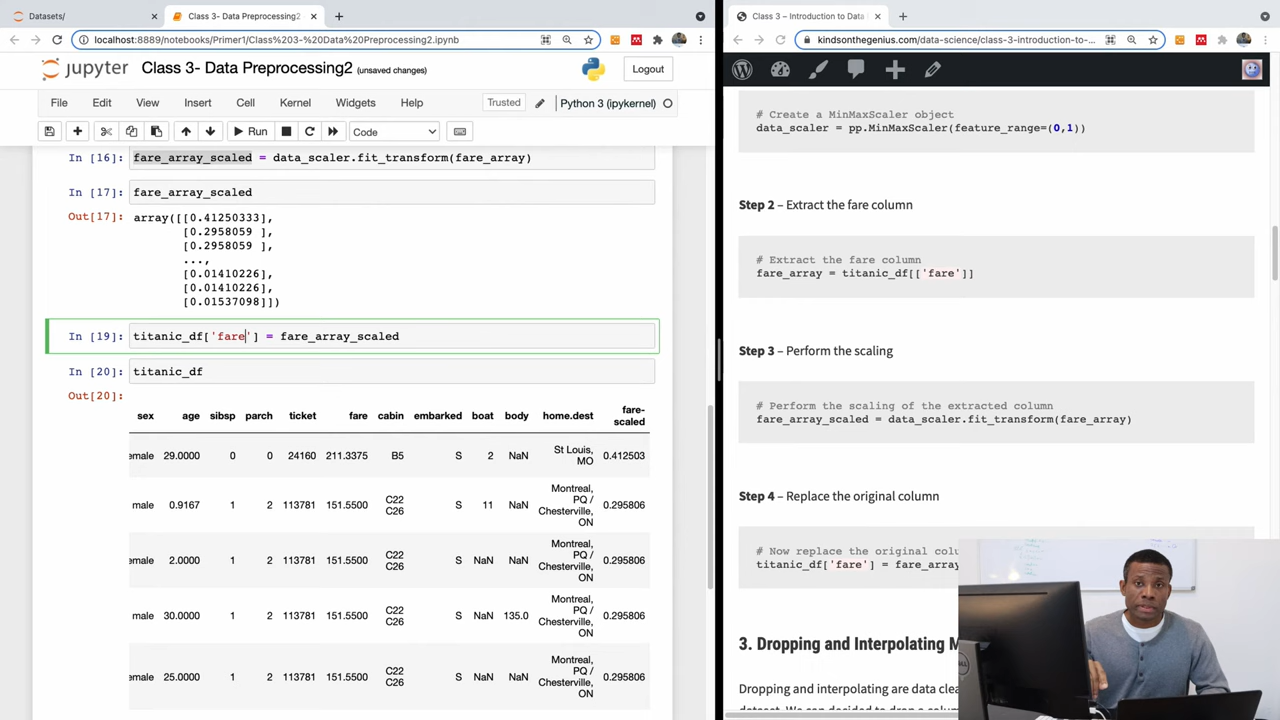 Datasets/
Class 3- Data Preprocessing2 -
localhost:8889/notebooks/Primer1/Class%203-%20Data%20Preprocessing2.ipynb
jupyter Class 3- Data Preprocessing2 (unsaved changes)
Logout
File Edit View Insert Cell Kernel Widgets Help Trusted Python 3 (ipykernel)
Run Code
In [16]: fare_array_scaled = data_scaler.fit_transform(fare_array)
In [17]: fare_array_scaled
Out[17]: array([[0.41250333],
[0.2958059 ],
[0.2958059 ],
...,
[0.01410226],
[0.01410226],
[0.01537098]])
In [19]: titanic_df['fare'] = fare_array_scaled
In [20]: titanic_df
Out[20]:
sex age sibsp parch ticket fare cabin embarked boat body home.dest fare-
scaled
emale 29.0000 0 0 24160 211.3375 B5 S 2 NaN St Louis,
MO 0.412503
male 0.9167 1 2 113781 151.5500 C22
C26 S 11 NaN Montreal,
PQ /
Chesterville,
ON 0.295806
emale 2.0000 1 2 113781 151.5500 C22
C26 S NaN NaN Montreal,
PQ /
Chesterville,
ON 0.295806
male 30.0000 1 2 113781 151.5500 C22
C26 S NaN 135.0 Montreal,
PQ /
Chesterville,
ON 0.295806
emale 25.0000 1 2 113781 151.5500 C22
C26 S NaN NaN Montreal,
PQ /
Chesterville,
ON 0.295806
Class 3 – Introduction to Data
kindsonthegenius.com/data-science/class-3-introduction-to-...
# Create a MinMaxScaler object
data_scaler = pp.MinMaxScaler(feature_range=(0,1))
Step 2 – Extract the fare column
# Extract the fare column
fare_array = titanic_df[['fare']]
Step 3 – Perform the scaling
# Perform the scaling of the extracted column
fare_array_scaled = data_scaler.fit_transform(fare_array)
Step 4 – Replace the original column
# Now replace the original colu
titanic_df['fare'] = fare_array
3. Dropping and Interpolating M
Dropping and interpolating are data clea
dataset. We can decided to drop a colum
DELL